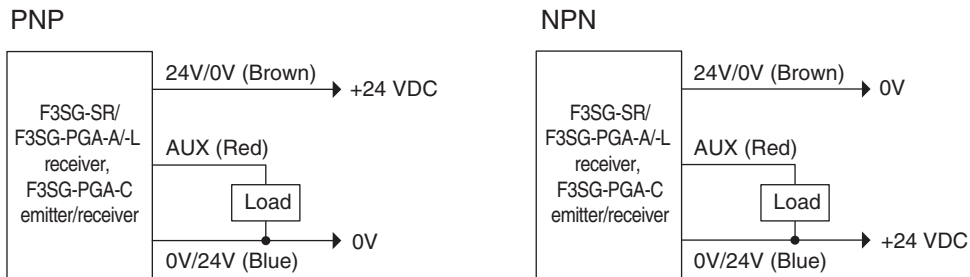 PNP
24V/0V (Brown)
+24 VDC
F3SG-SR/
F3SG-PGA-A/-L
receiver,
F3SG-PGA-C
emitter/receiver
AUX (Red)
Load
0V
0V/24V (Blue)
NPN
24V/0V (Brown)
0V
F3SG-SR/
F3SG-PGA-A/-L
receiver,
F3SG-PGA-C
emitter/receiver
AUX (Red)
Load
+24 VDC
0V/24V (Blue)